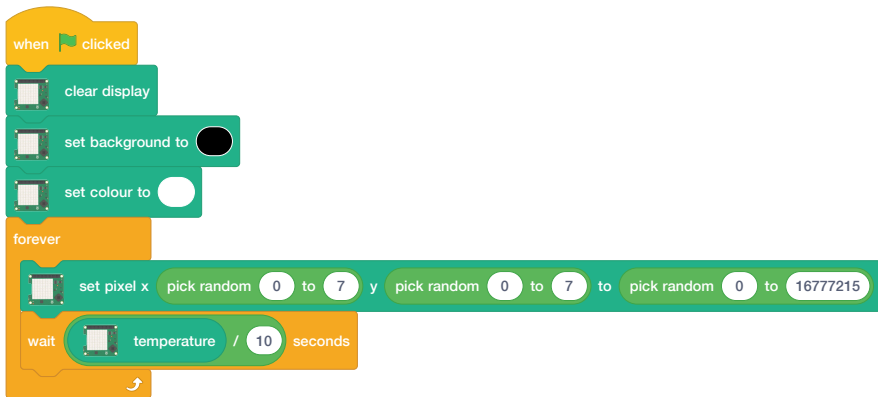 when clicked
clear display
set background to
set colour to
forever
set pixel x pick random 0 to 7 y pick random 0 to 7 to pick random 0 to 16777215
wait temperature / 10 seconds